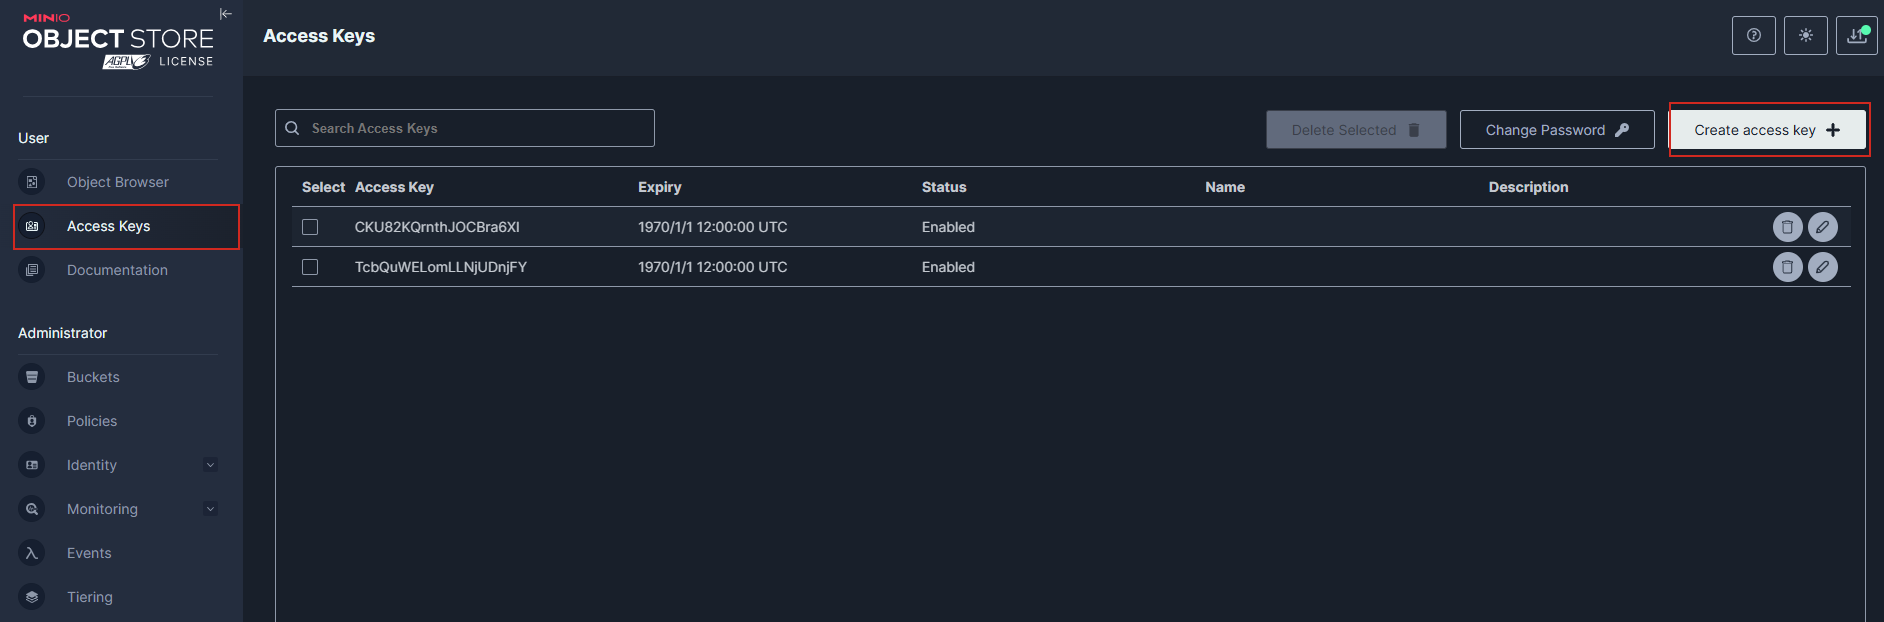 MINIO
OBJECT STORE
AGPLv3 LICENSE
Access Keys
User
Object Browser
Access Keys
Documentation
Administrator
Buckets
Policies
Identity
Monitoring
Events
Tiering
Search Access Keys
Delete Selected
Change Password
Create access key
Select Access Key Expiry Status Name Description
CKU82KQrnthJOCBra6XI 1970/1/1 12:00:00 UTC Enabled
TcbQuWELomLLNjUDnjFY 1970/1/1 12:00:00 UTC Enabled